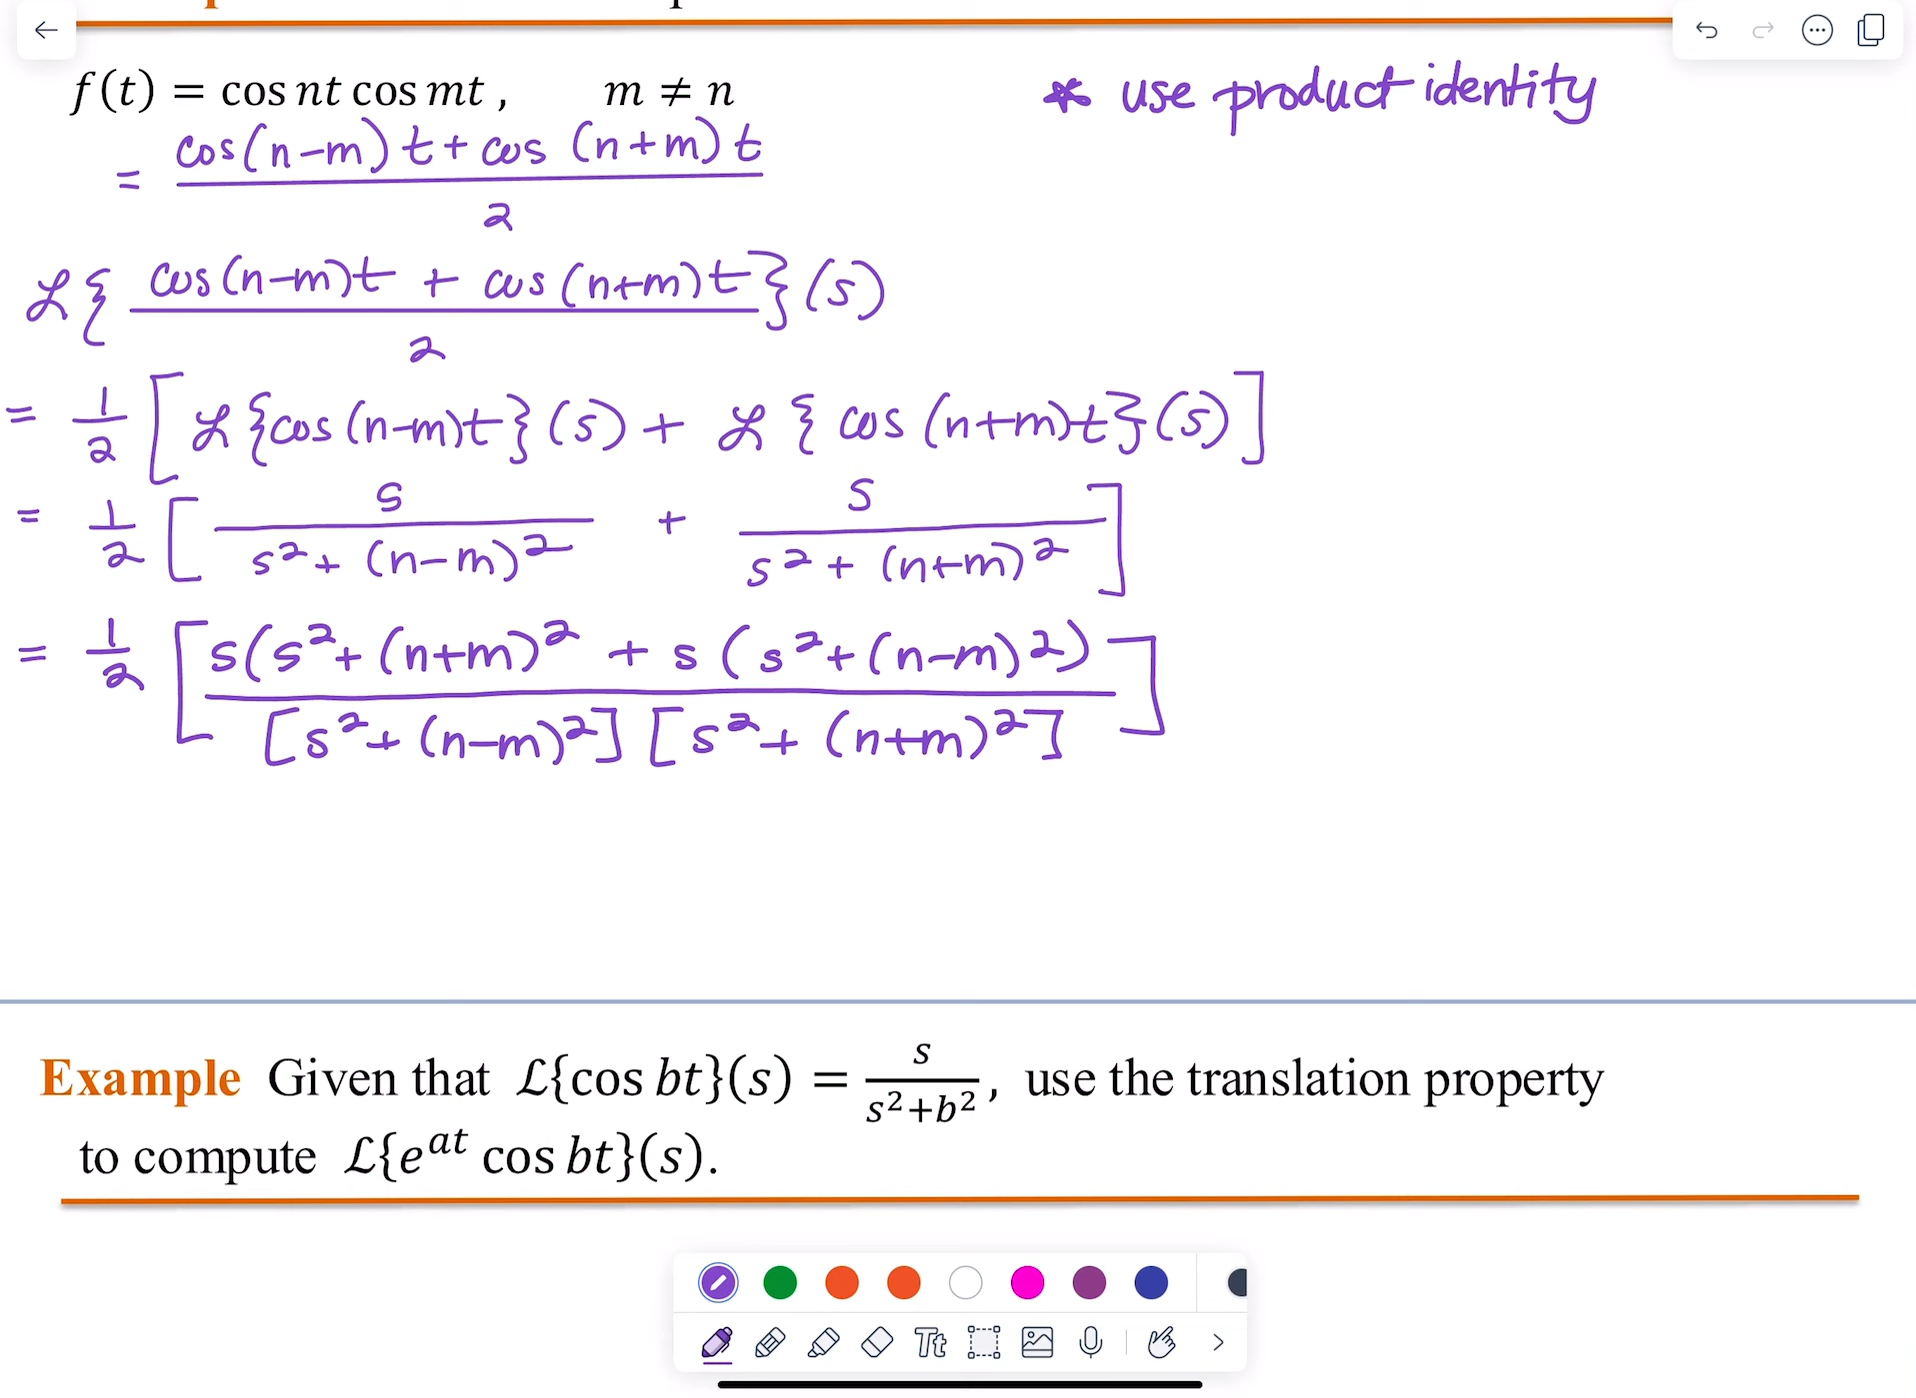 f(t) = cos nt cos mt ,   m ≠ n
* use product identity
= (cos(n-m)t + cos (n+m)t)/2
ℒ{ (cos(n-m)t + cos(n+m)t)/2 }(s)
= 1/2 [ ℒ{cos(n-m)t}(s) + ℒ{ cos (n+m)t}(s) ]
= 1/2 [ s/(s²+ (n-m)²) + s/(s² + (n+m)²) ]
= 1/2 [ s(s²+ (n+m)² + s ( s²+(n-m)²) / [s²+ (n-m)²] [s²+ (n+m)²] ]
Example Given that ℒ{cos bt}(s) = s/(s²+b²), use the translation property
to compute ℒ{eᵃᵗ cos bt}(s).
Tt